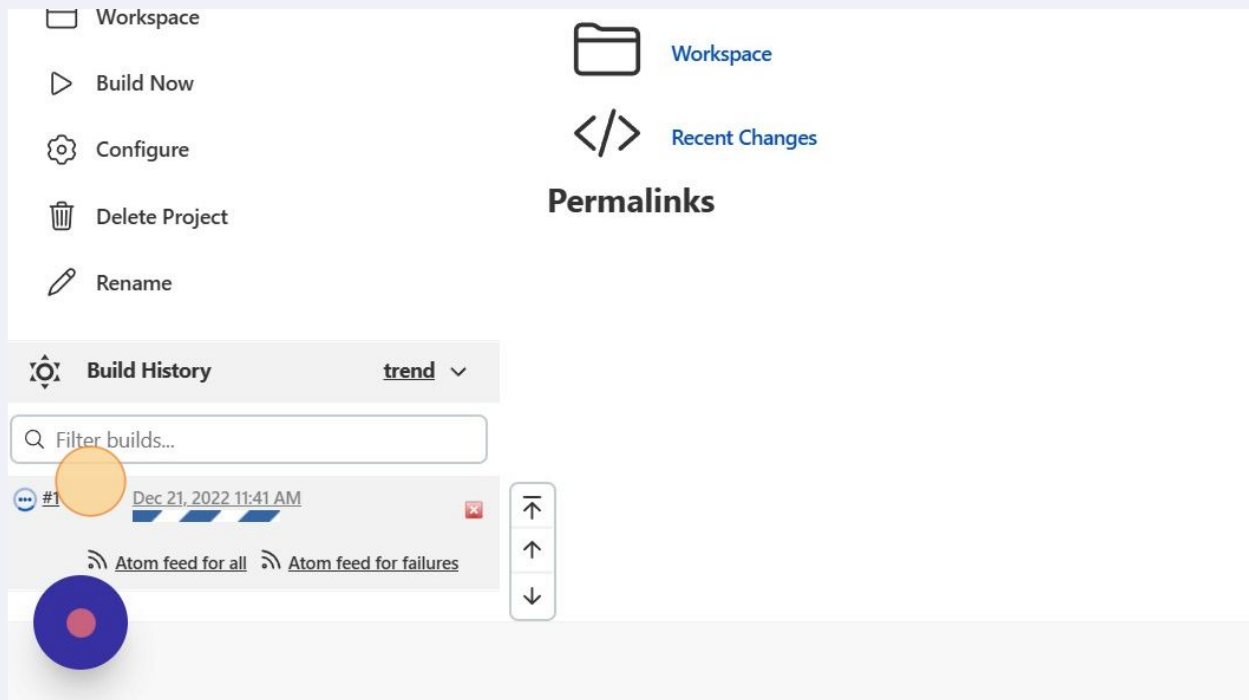 Workspace
Build Now
Configure
Delete Project
Rename
Build History trend
Filter builds...
#1 Dec 21, 2022 11:41 AM
Atom feed for all Atom feed for failures
Workspace
Recent Changes
Permalinks